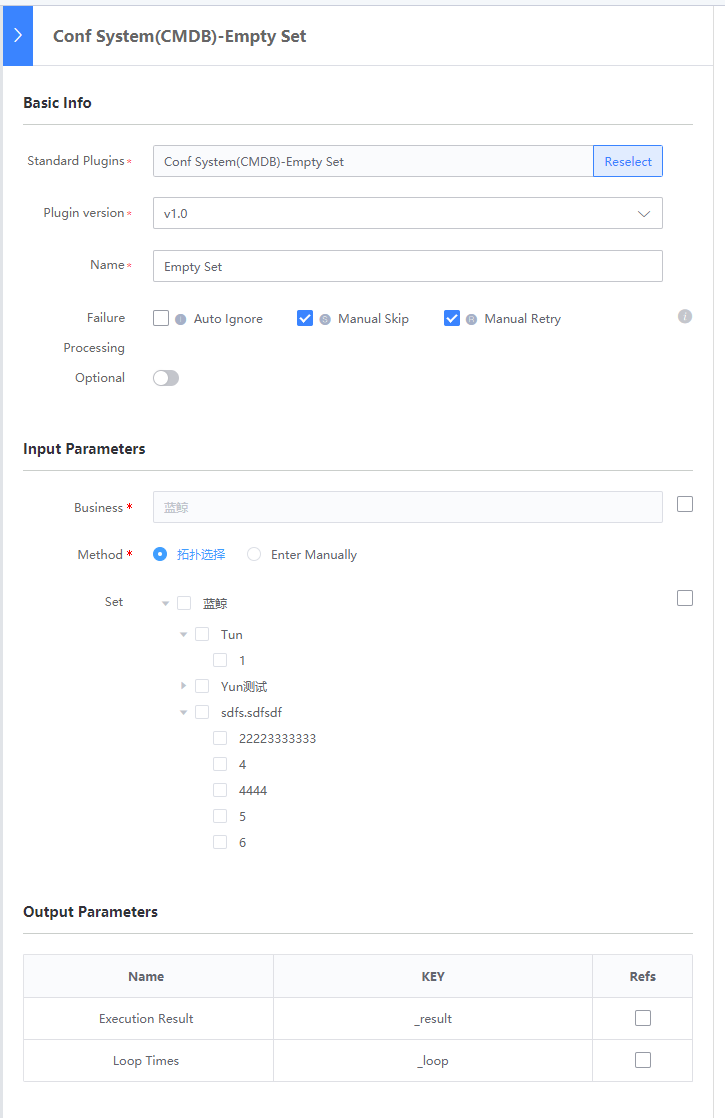 Conf System(CMDB)-Empty Set
Basic Info
Standard Plugins*
Conf System(CMDB)-Empty Set
Reselect
Plugin version*
v1.0
Name*
Empty Set
Failure Processing
Auto Ignore
Manual Skip
Manual Retry
Optional
Input Parameters
Business *
蓝鲸
Method *
拓扑选择
Enter Manually
Set
蓝鲸
Tun
1
Yun测试
sdfs.sdfsdf
22223333333
4
4444
5
6
Output Parameters
Name KEY Refs
Execution Result _result
Loop Times _loop